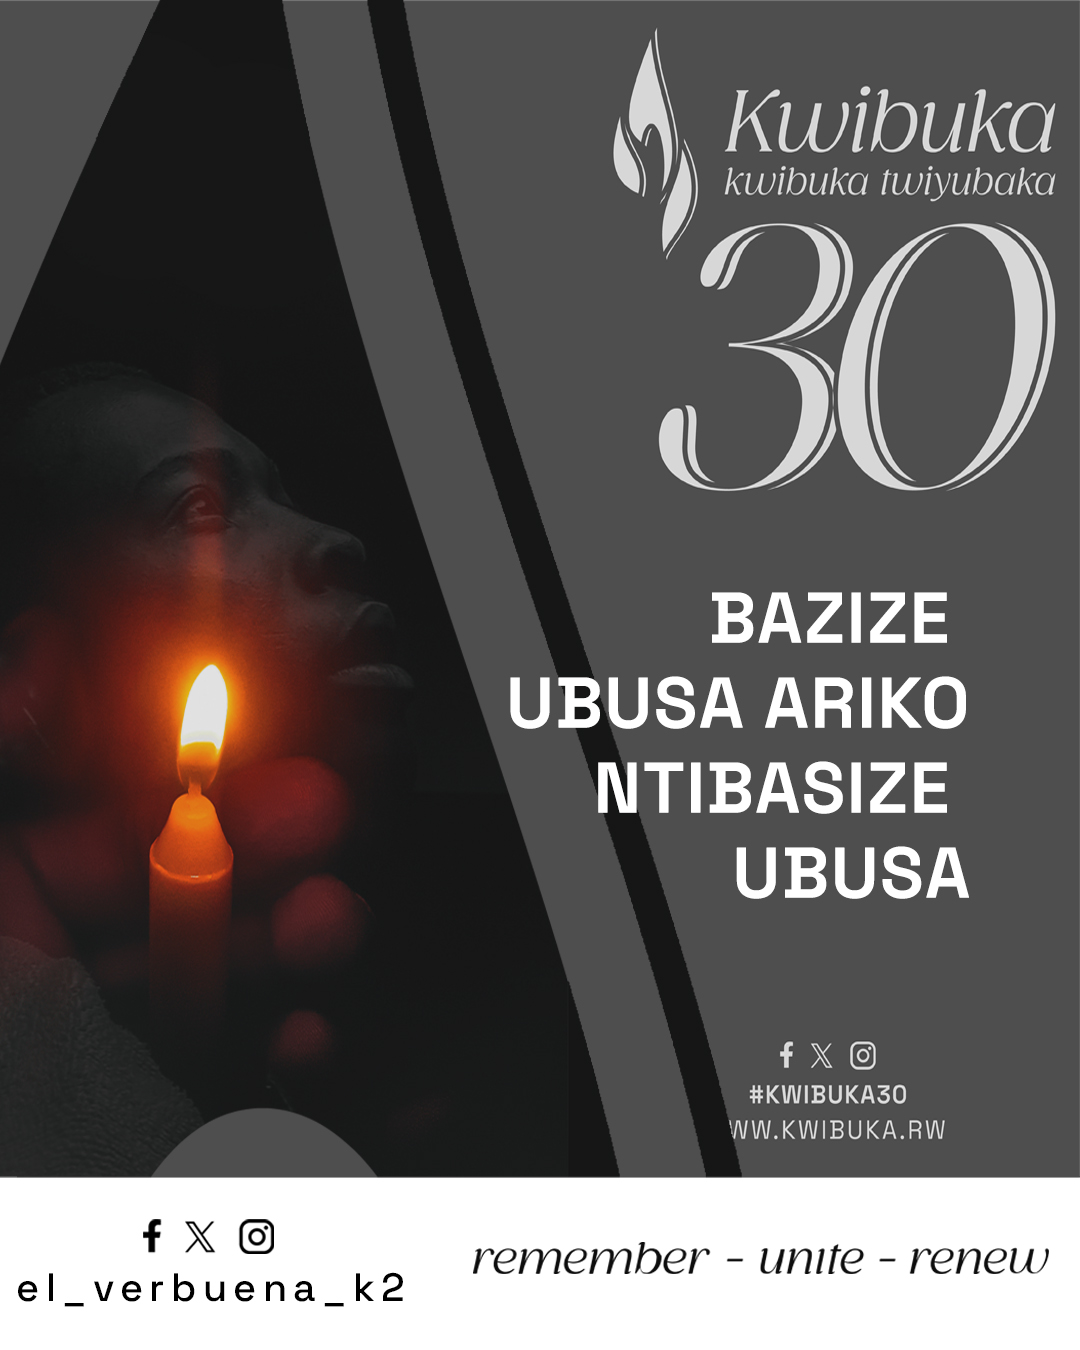 Kwibuka
kwibuka twiyubaka
30
BAZIZE
UBUSA ARIKO
NTIBASIZE
UBUSA
#KWIBUKA30
WW.KWIBUKA.RW
el_verbuena_k2
remember - unite - renew